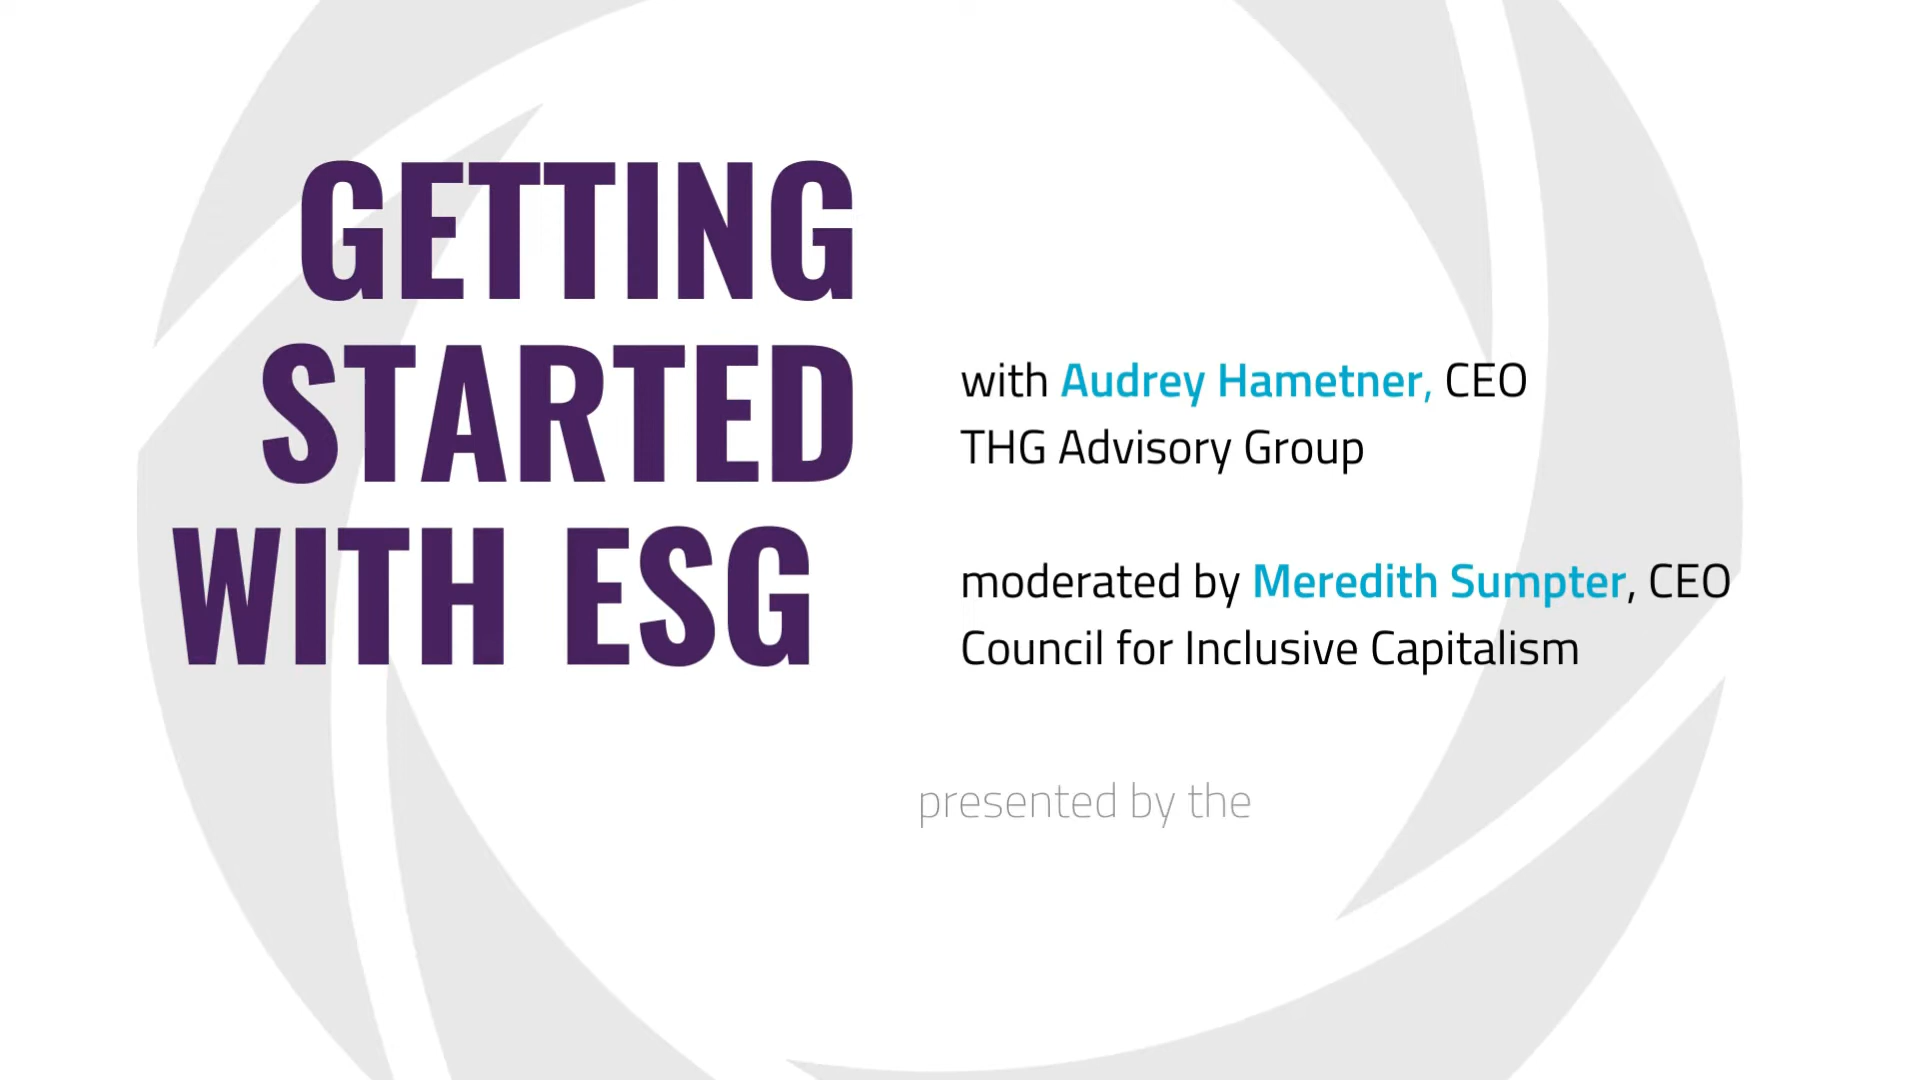 GETTING
STARTED
WITH ESG
with Audrey Hametner, CEO
THG Advisory Group
moderated by Meredith Sumpter, CEO
Council for Inclusive Capitalism
presented by the